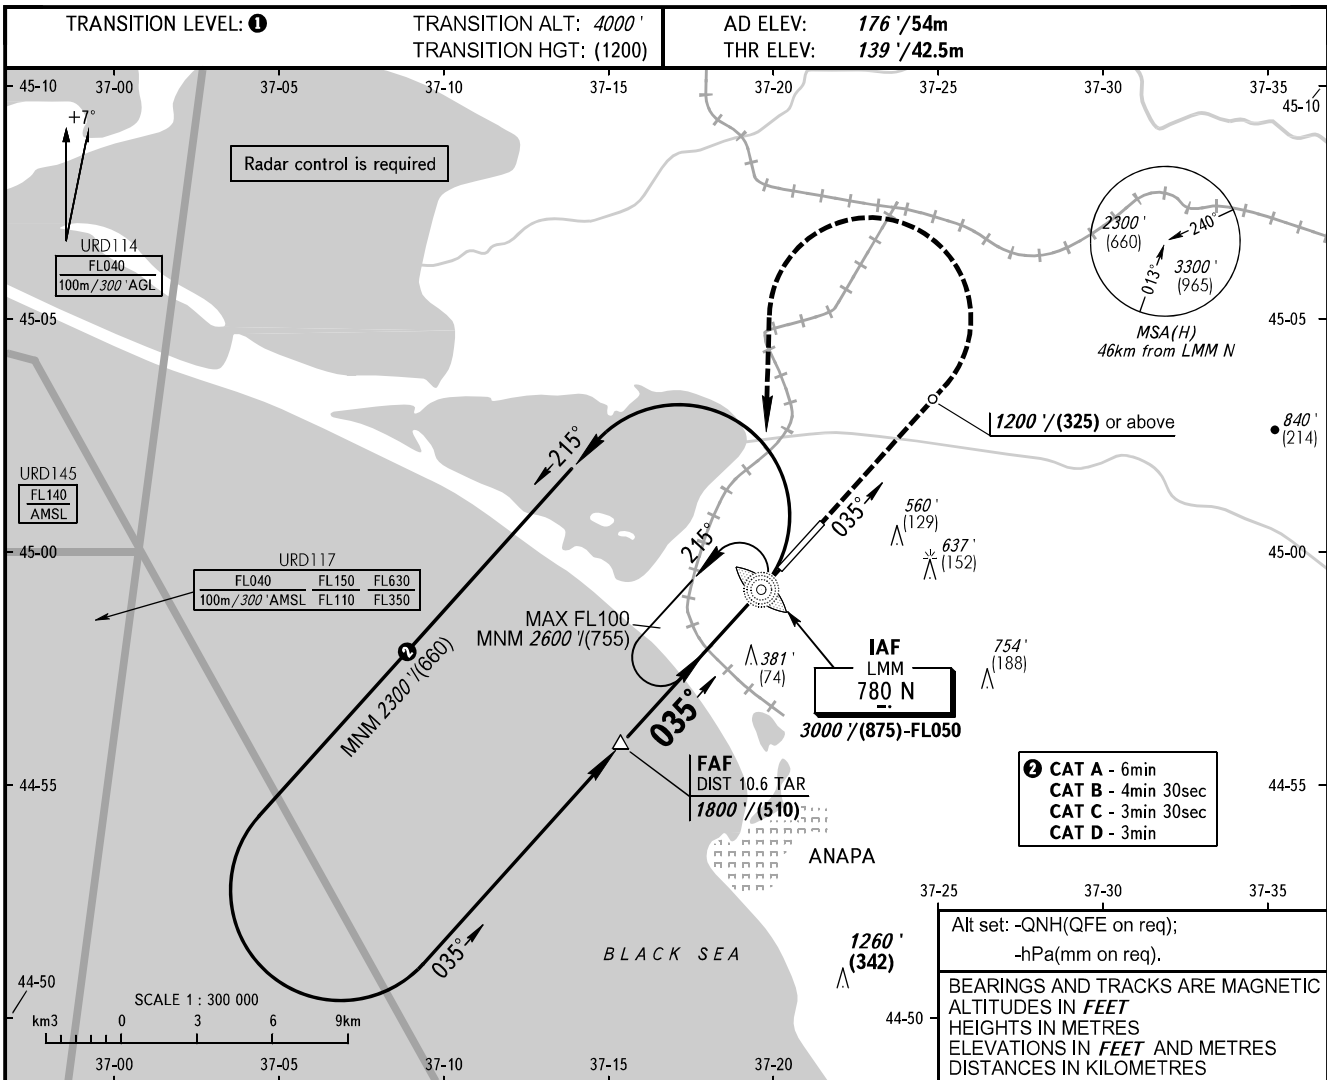 TRANSITION LEVEL: ❶ TRANSITION ALT: 4000 ' AD ELEV: 176 '/54m
TRANSITION HGT: (1200) THR ELEV: 139 '/42.5m
45-10 37-00 37-05 37-10 37-15 37-20 37-25 37-30 37-35
45-10
+7°
Radar control is required
URD114
FL040
100m/300 'AGL
2300 '
(660)
240°
3300 '
(965)
013°
MSA(H)
46km from LMM N
45-05 45-05
1200 '/(325) or above
840 '
(214)
215°
URD145
FL140
AMSL
035°
560 '
(129)
215°
637 '
(152)
45-00 45-00
URD117
FL040 FL150 FL630
100m/300 'AMSL FL110 FL350
MAX FL100
MNM 2600 '/(755)
❷
MNM 2300 '/(660)
381 '
(74)
IAF
LMM
780 N
3000 '/(875)-FL050
754 '
(188)
035°
FAF
DIST 10.6 TAR
1800 '/(510)
44-55 44-55
❷ CAT A - 6min
CAT B - 4min 30sec
CAT C - 3min 30sec
CAT D - 3min
ANAPA
37-25 37-30 37-35
035°
BLACK SEA
1260 '
(342)
Alt set: -QNH(QFE on req);
-hPa(mm on req).
44-50
SCALE 1 : 300 000
km3 0 3 6 9km
44-50
BEARINGS AND TRACKS ARE MAGNETIC
ALTITUDES IN FEET
HEIGHTS IN METRES
ELEVATIONS IN FEET AND METRES
DISTANCES IN KILOMETRES
37-00 37-05 37-10 37-15 37-20